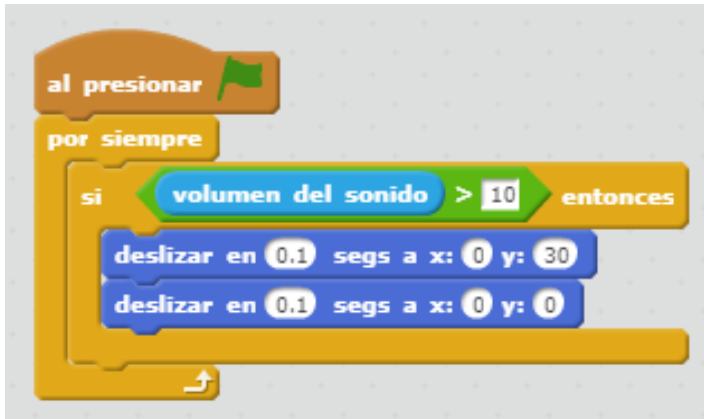 al presionar
por siempre
si volumen del sonido > 10 entonces
deslizar en 0.1 segs a x: 0 y: 30
deslizar en 0.1 segs a x: 0 y: 0